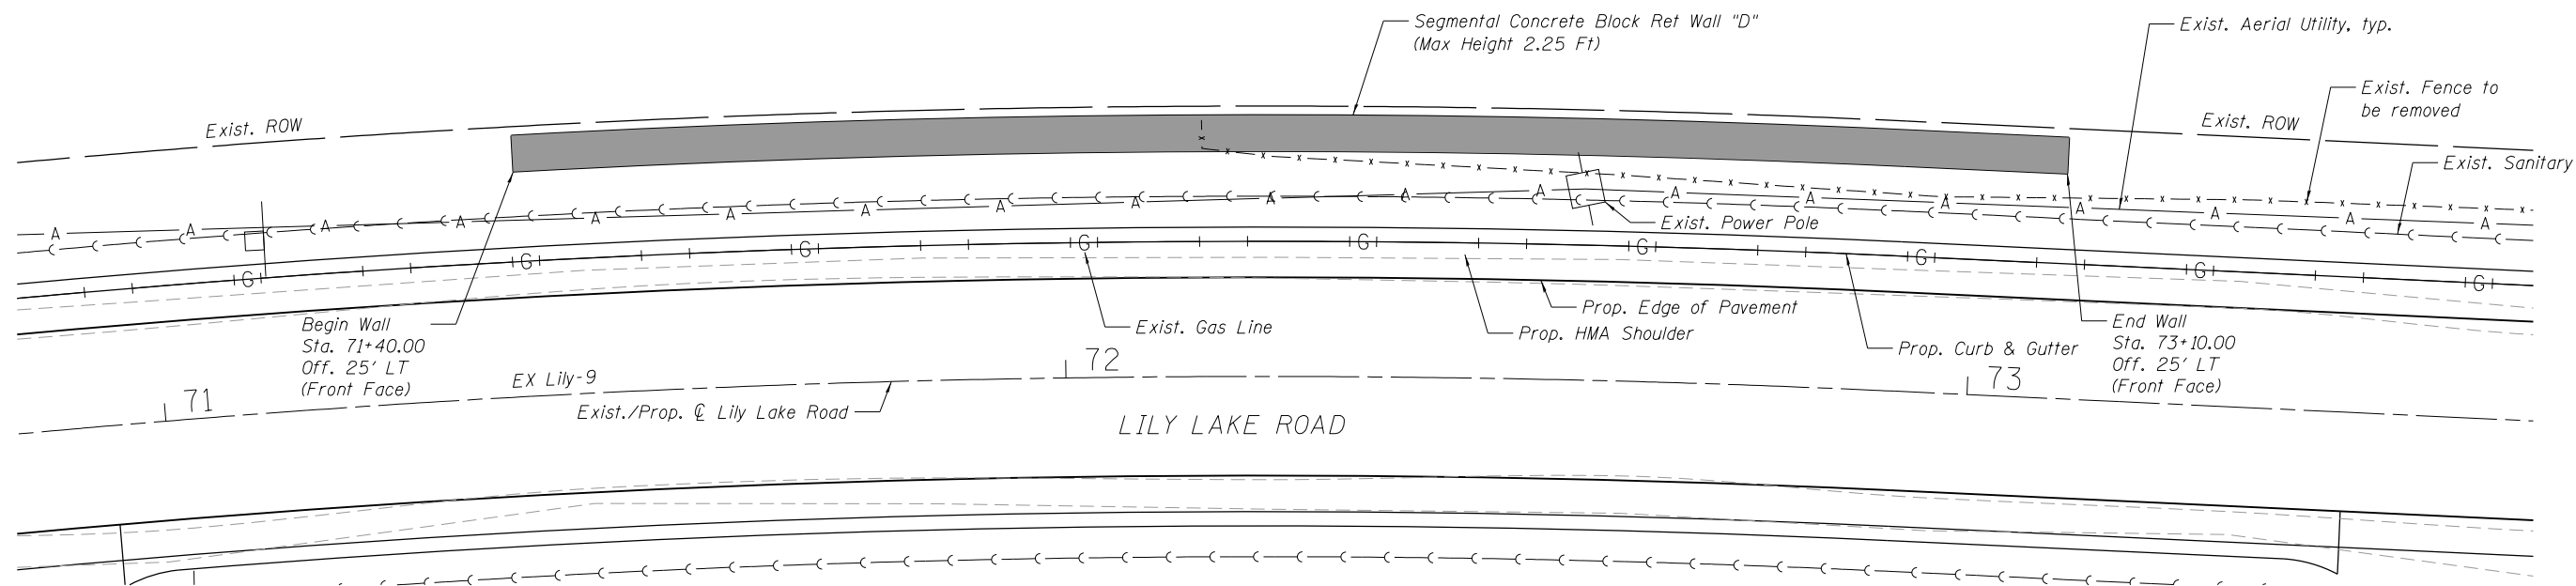 Segmental Concrete Block Ret Wall "D"
(Max Height 2.25 Ft)
Exist. Aerial Utility, typ.
Exist. Fence to
be removed
Exist. ROW
Exist. ROW
Exist. Sanitary
A A A A A A A A A A A A A A A A A A A
Exist. Power Pole
G G G G G G G G G
Begin Wall
Sta. 71+40.00
Off. 25' LT
(Front Face)
Exist. Gas Line
Prop. Edge of Pavement
Prop. HMA Shoulder
Prop. Curb & Gutter
End Wall
Sta. 73+10.00
Off. 25' LT
(Front Face)
71
EX Lily-9
72
73
Exist./Prop. ℄ Lily Lake Road
LILY LAKE ROAD